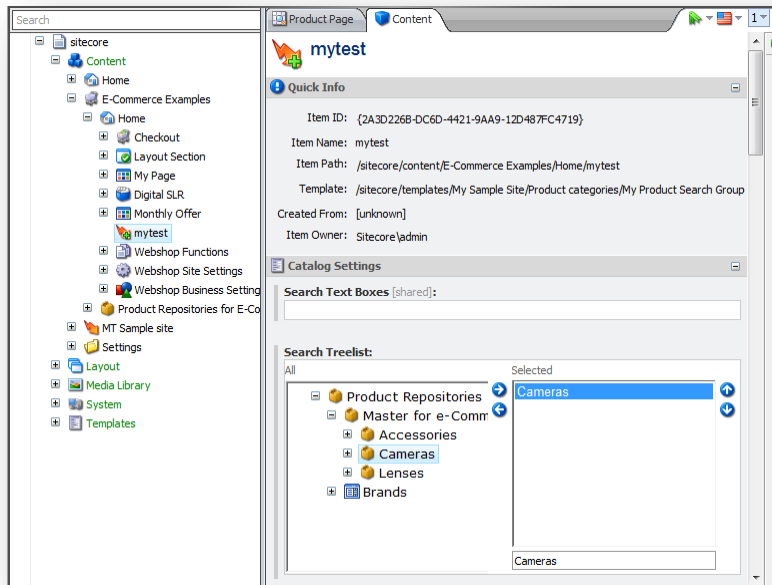 Search
sitecore
Content
Home
E-Commerce Examples
Home
Checkout
Layout Section
My Page
Digital SLR
Monthly Offer
mytest
Webshop Functions
Webshop Site Settings
Webshop Business Setting
Product Repositories for E-Co
MT Sample site
Settings
Layout
Media Library
System
Templates
Product Page
Content
1
mytest
Quick Info
Item ID: {2A3D226B-DC6D-4421-9AA9-12D487FC4719}
Item Name: mytest
Item Path: /sitecore/content/E-Commerce Examples/Home/mytest
Template: /sitecore/templates/My Sample Site/Product categories/My Product Search Group
Created From: [unknown]
Item Owner: Sitecore\admin
Catalog Settings
Search Text Boxes [shared]:
Search Treelist:
All
Product Repositories
Master for e-Comm
Accessories
Cameras
Lenses
Brands
Selected
Cameras
Cameras